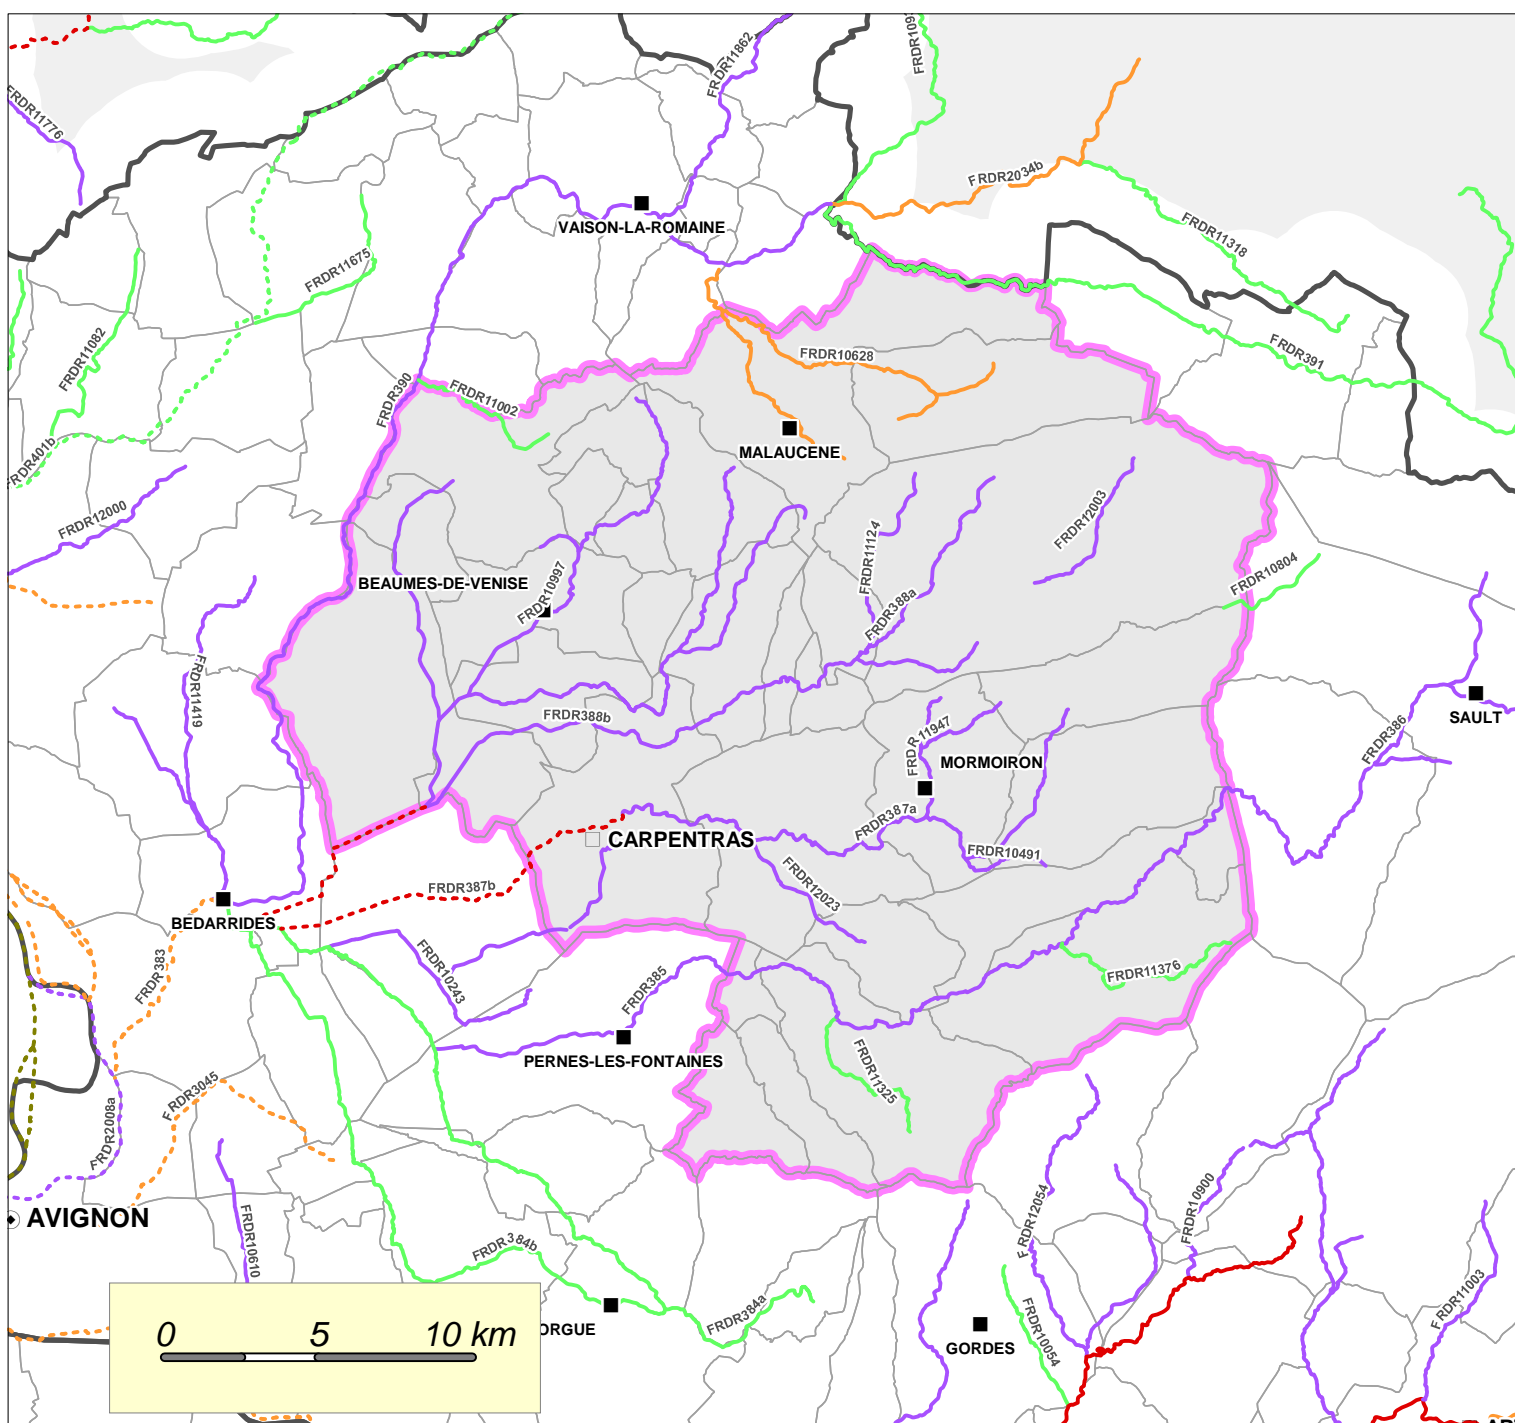 FRDR109
FRDR11862
FRDR11776
FRDR2034b
VAISON-LA-ROMAINE
FRDR11318
FRDR11675
FRDR11082
FRDR10628
FRDR391
FRDR390
FRDR11002
MALAUCENE
FRDR401b
FRDR12000
FRDR12003
FRDR11124
BEAUMES-DE-VENISE
FRDR10997
FRDR10804
FRDR388a
FRDR11419
FRDR388b
SAULT
FRDR386
FRDR11947
MORMOIRON
FRDR387a
CARPENTRAS
FRDR10491
FRDR387b
FRDR12023
BEDARRIDES
FRDR383
FRDR10243
FRDR385
FRDR11376
PERNES-LES-FONTAINES
FRDR11325
FRDR3045
FRDR2008a
AVIGNON
FRDR10610
FRDR384b
FRDR12054
FRDR10900
FRDR384a
FRDR11003
FRDR10054
ORGUE
GORDES
0 5 10 km